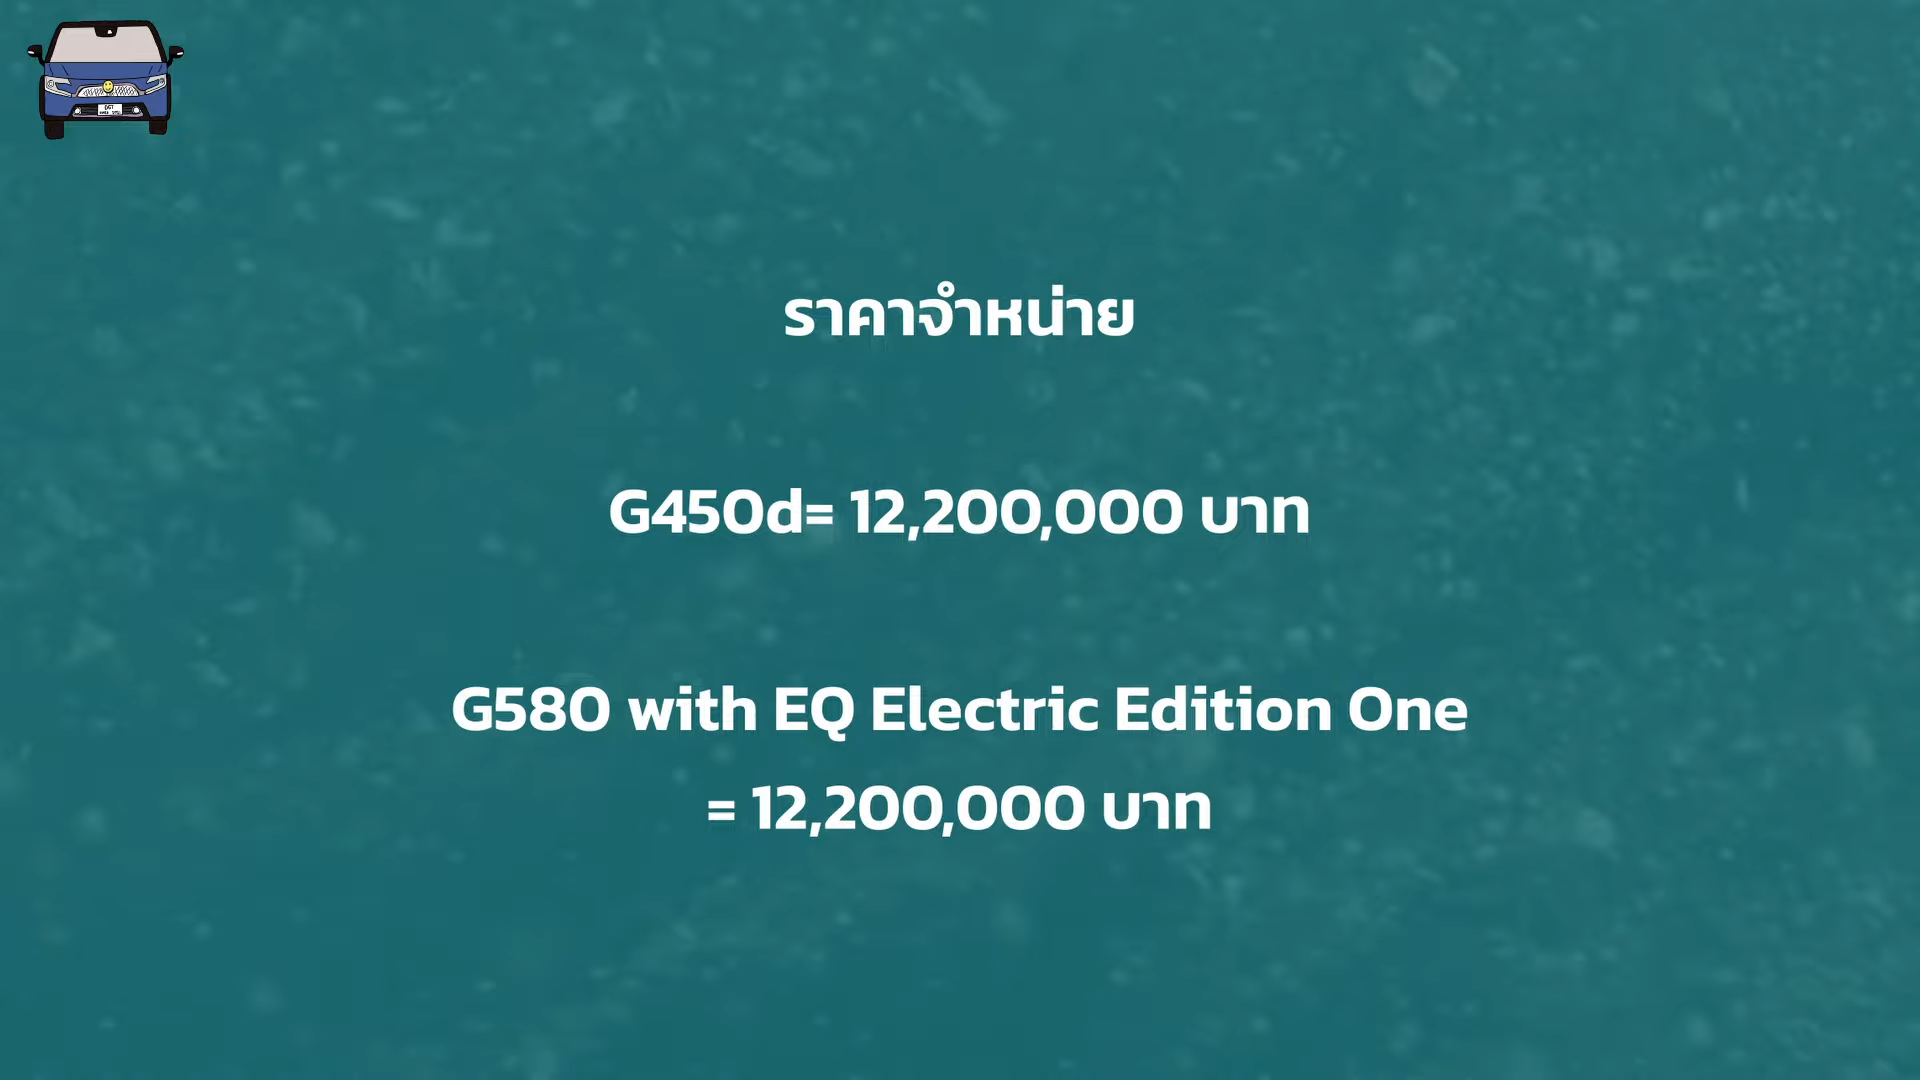 ราคาจำหน่าย
G450d= 12,200,000 บาท
G580 with EQ Electric Edition One
= 12,200,000 บาท